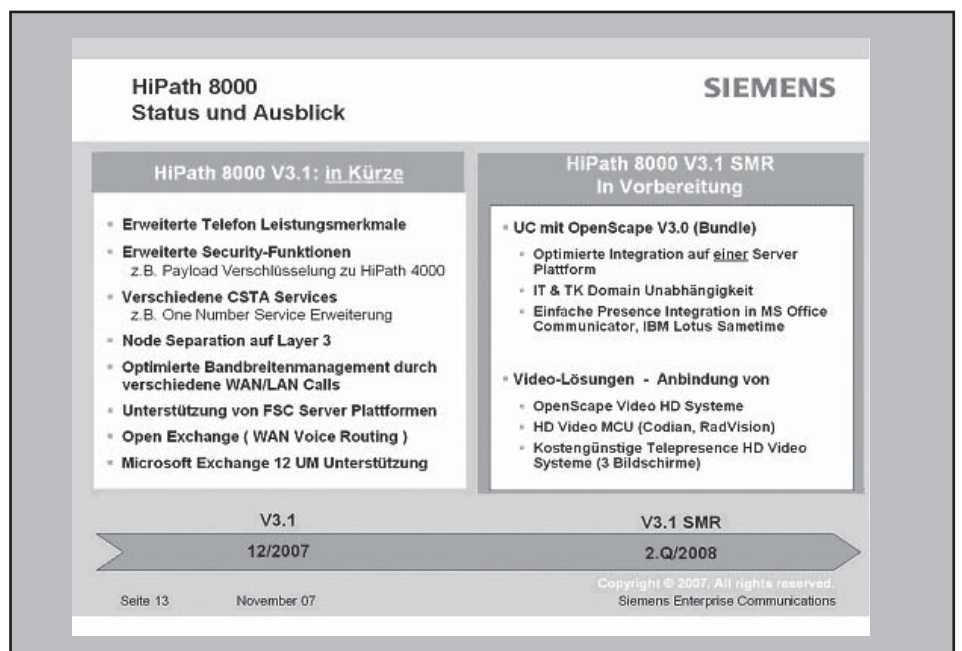 HiPath 8000
Status und Ausblick
SIEMENS
HiPath 8000 V3.1: in Kürze
Erweiterte Telefon Leistungsmerkmale
Erweiterte Security-Funktionen
z.B. Payload Verschlüsselung zu HiPath 4000
Verschiedene CSTA Services
z.B. One Number Service Erweiterung
Node Separation auf Layer 3
Optimierte Bandbreitenmanagement durch
verschiedene WAN/LAN Calls
Unterstützung von FSC Server Plattformen
Open Exchange ( WAN Voice Routing )
Microsoft Exchange 12 UM Unterstützung
HiPath 8000 V3.1 SMR
In Vorbereitung
UC mit OpenScape V3.0 (Bundle)
Optimierte Integration auf einer Server
Plattform
IT & TK Domain Unabhängigkeit
Einfache Presence Integration in MS Office
Communicator, IBM Lotus Sametime
Video-Lösungen - Anbindung von
OpenScape Video HD Systeme
HD Video MCU (Codian, RadVision)
Kostengünstige Telepresence HD Video
Systeme (3 Bildschirme)
V3.1
12/2007
V3.1 SMR
2.Q/2008
Copyright © 2007. All rights reserved.
Seite 13 November 07 Siemens Enterprise Communications